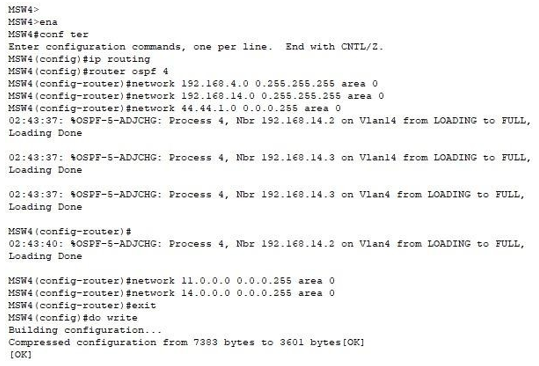 MSW4>
MSW4>ena
MSW4#conf ter
Enter configuration commands, one per line.  End with CNTL/Z.
MSW4(config)#ip routing
MSW4(config)#router ospf 4
MSW4(config-router)#network 192.168.4.0 0.255.255.255 area 0
MSW4(config-router)#network 192.168.14.0 0.255.255.255 area 0
MSW4(config-router)#network 44.44.1.0 0.0.0.255 area 0
02:43:37: %OSPF-5-ADJCHG: Process 4, Nbr 192.168.14.2 on Vlan14 from LOADING to FULL,
Loading Done
02:43:37: %OSPF-5-ADJCHG: Process 4, Nbr 192.168.14.3 on Vlan14 from LOADING to FULL,
Loading Done
02:43:37: %OSPF-5-ADJCHG: Process 4, Nbr 192.168.14.3 on Vlan4 from LOADING to FULL,
Loading Done
MSW4(config-router)#
02:43:40: %OSPF-5-ADJCHG: Process 4, Nbr 192.168.14.2 on Vlan4 from LOADING to FULL,
Loading Done
MSW4(config-router)#network 11.0.0.0 0.0.0.255 area 0
MSW4(config-router)#network 14.0.0.0 0.0.0.255 area 0
MSW4(config-router)#exit
MSW4(config)#do write
Building configuration...
Compressed configuration from 7383 bytes to 3601 bytes[OK]
[OK]